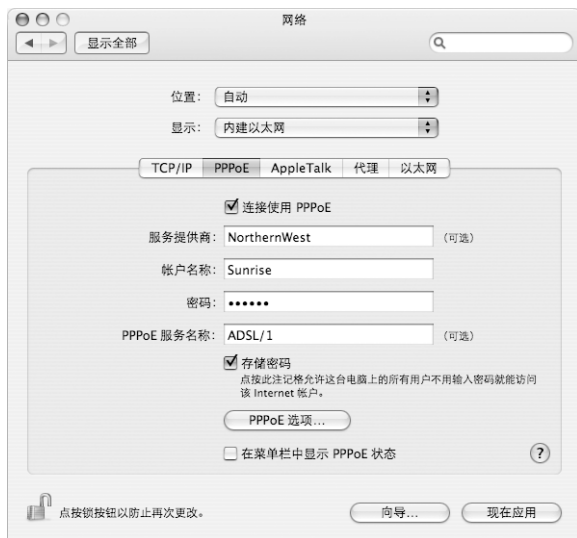 网络
显示全部
位置： 自动
显示： 内建以太网
TCP/IP PPPoE AppleTalk 代理 以太网
连接使用 PPPoE
服务提供商： NorthernWest （可选）
帐户名称： Sunrise
密码： ••••••
PPPoE 服务名称： ADSL/1 （可选）
存储密码
点按此注记格允许这台电脑上的所有用户不用输入密码就能访问
该 Internet 帐户。
PPPoE 选项...
在菜单栏中显示 PPPoE 状态
?
点按锁按钮以防止再次更改。
向导... 现在应用